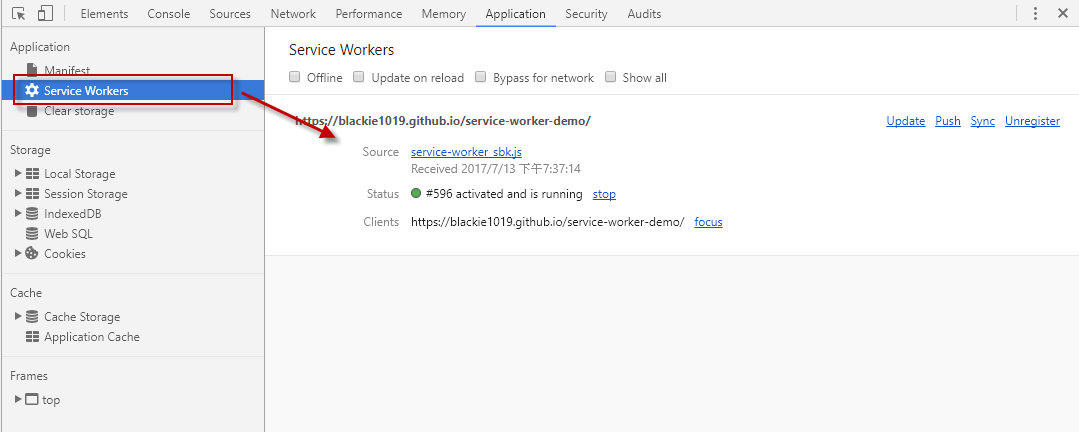 Elements Console Sources Network Performance Memory Application Security Audits
Application
Manifest
Service Workers
Clear storage
Storage
Local Storage
Session Storage
IndexedDB
Web SQL
Cookies
Cache
Cache Storage
Application Cache
Frames
top
Service Workers
Offline Update on reload Bypass for network Show all
https://blackie1019.github.io/service-worker-demo/ Update Push Sync Unregister
Source service-worker_sbk.js
Received 2017/7/13 下午7:37:14
Status #596 activated and is running stop
Clients https://blackie1019.github.io/service-worker-demo/ focus